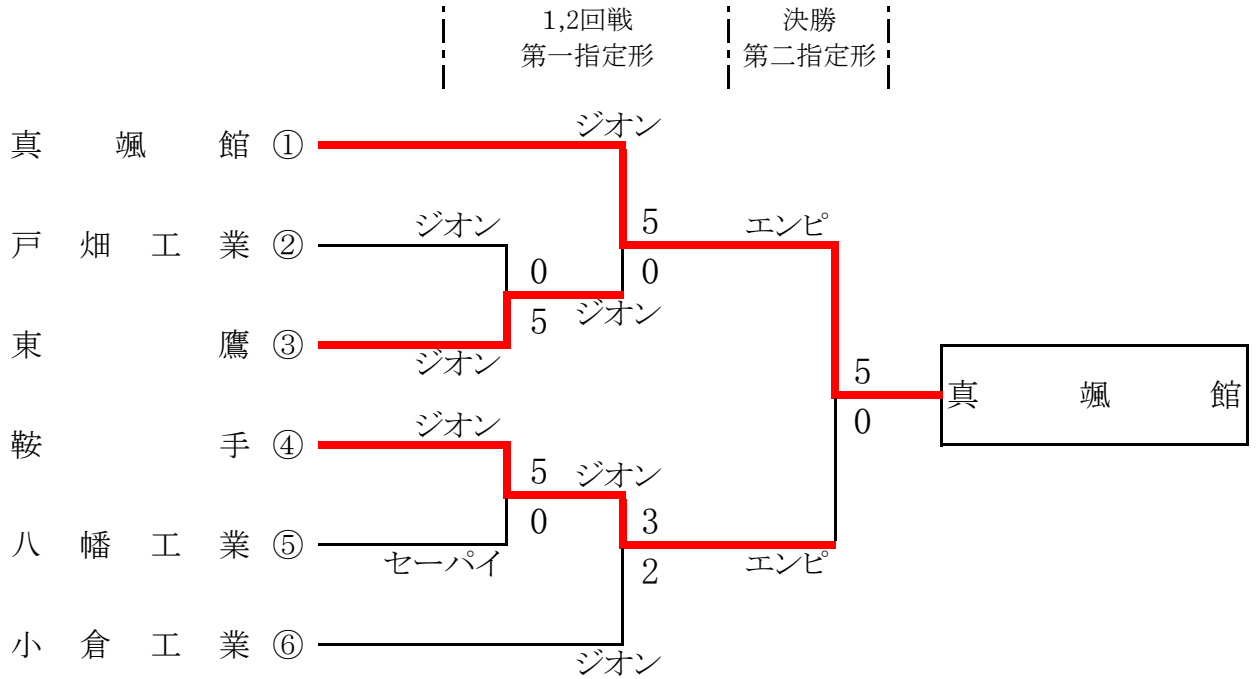 1,2回戦
第一指定形
決勝
第二指定形
ジオン
真颯館 ①
5
エンピ
ジオン
戸畑工業 ②
0
0
5
ジオン
東鷹 ③
ジオン
5
真颯館
0
ジオン
鞍手 ④
5
ジオン
0
3
八幡工業 ⑤
セーパイ
2
エンピ
小倉工業 ⑥
ジオン